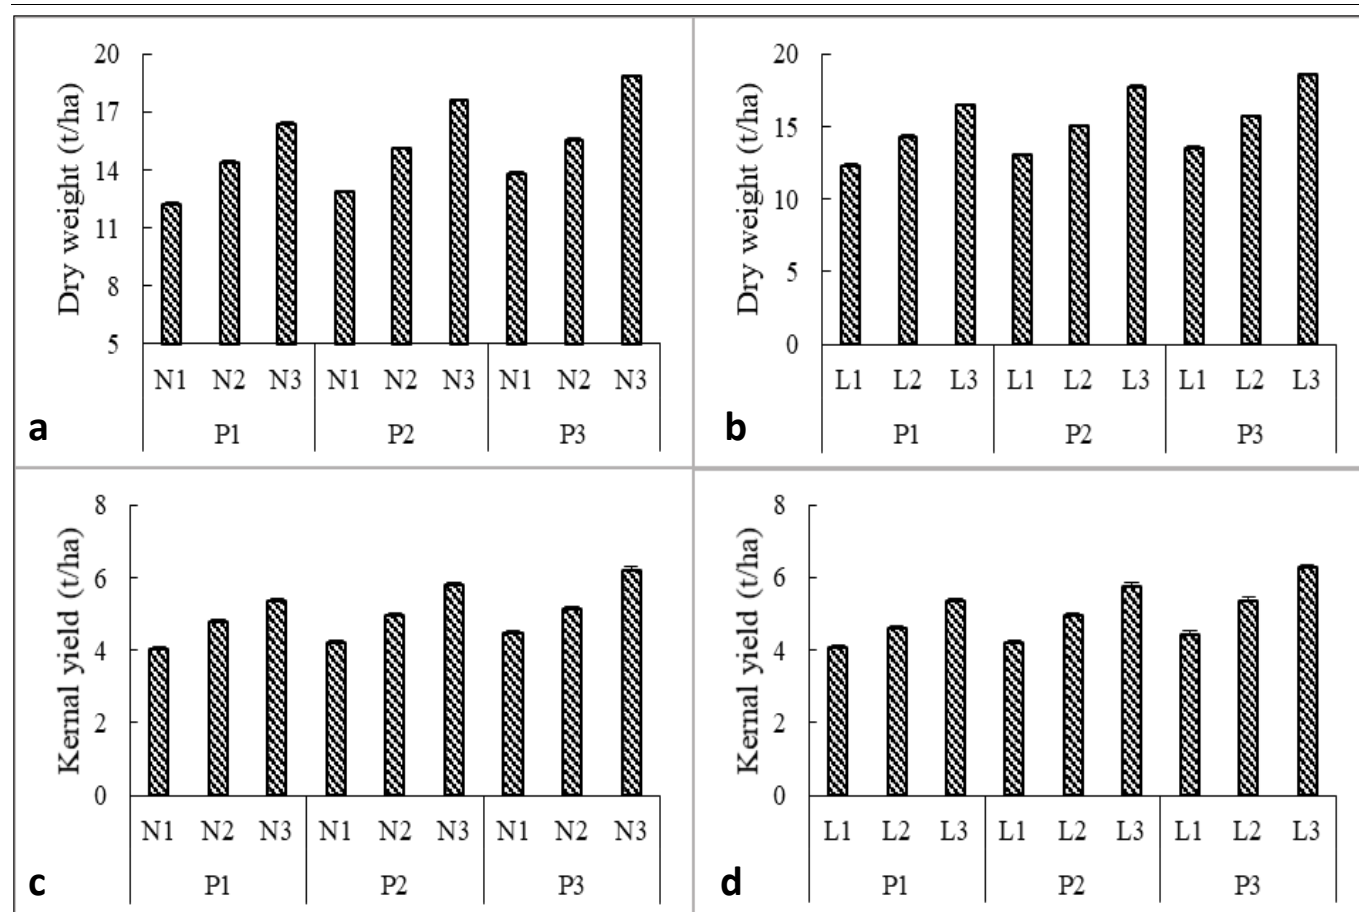 20
17
14
11
8
5
Dry weight (t/ha)
N1 N2 N3 N1 N2 N3 N1 N2 N3
P1 P2 P3
a
20
15
10
5
0
Dry weight (t/ha)
L1 L2 L3 L1 L2 L3 L1 L2 L3
P1 P2 P3
b
8
6
4
2
0
Kernal yield (t/ha)
N1 N2 N3 N1 N2 N3 N1 N2 N3
P1 P2 P3
c
8
6
4
2
0
Kernal yield (t/ha)
L1 L2 L3 L1 L2 L3 L1 L2 L3
P1 P2 P3
d